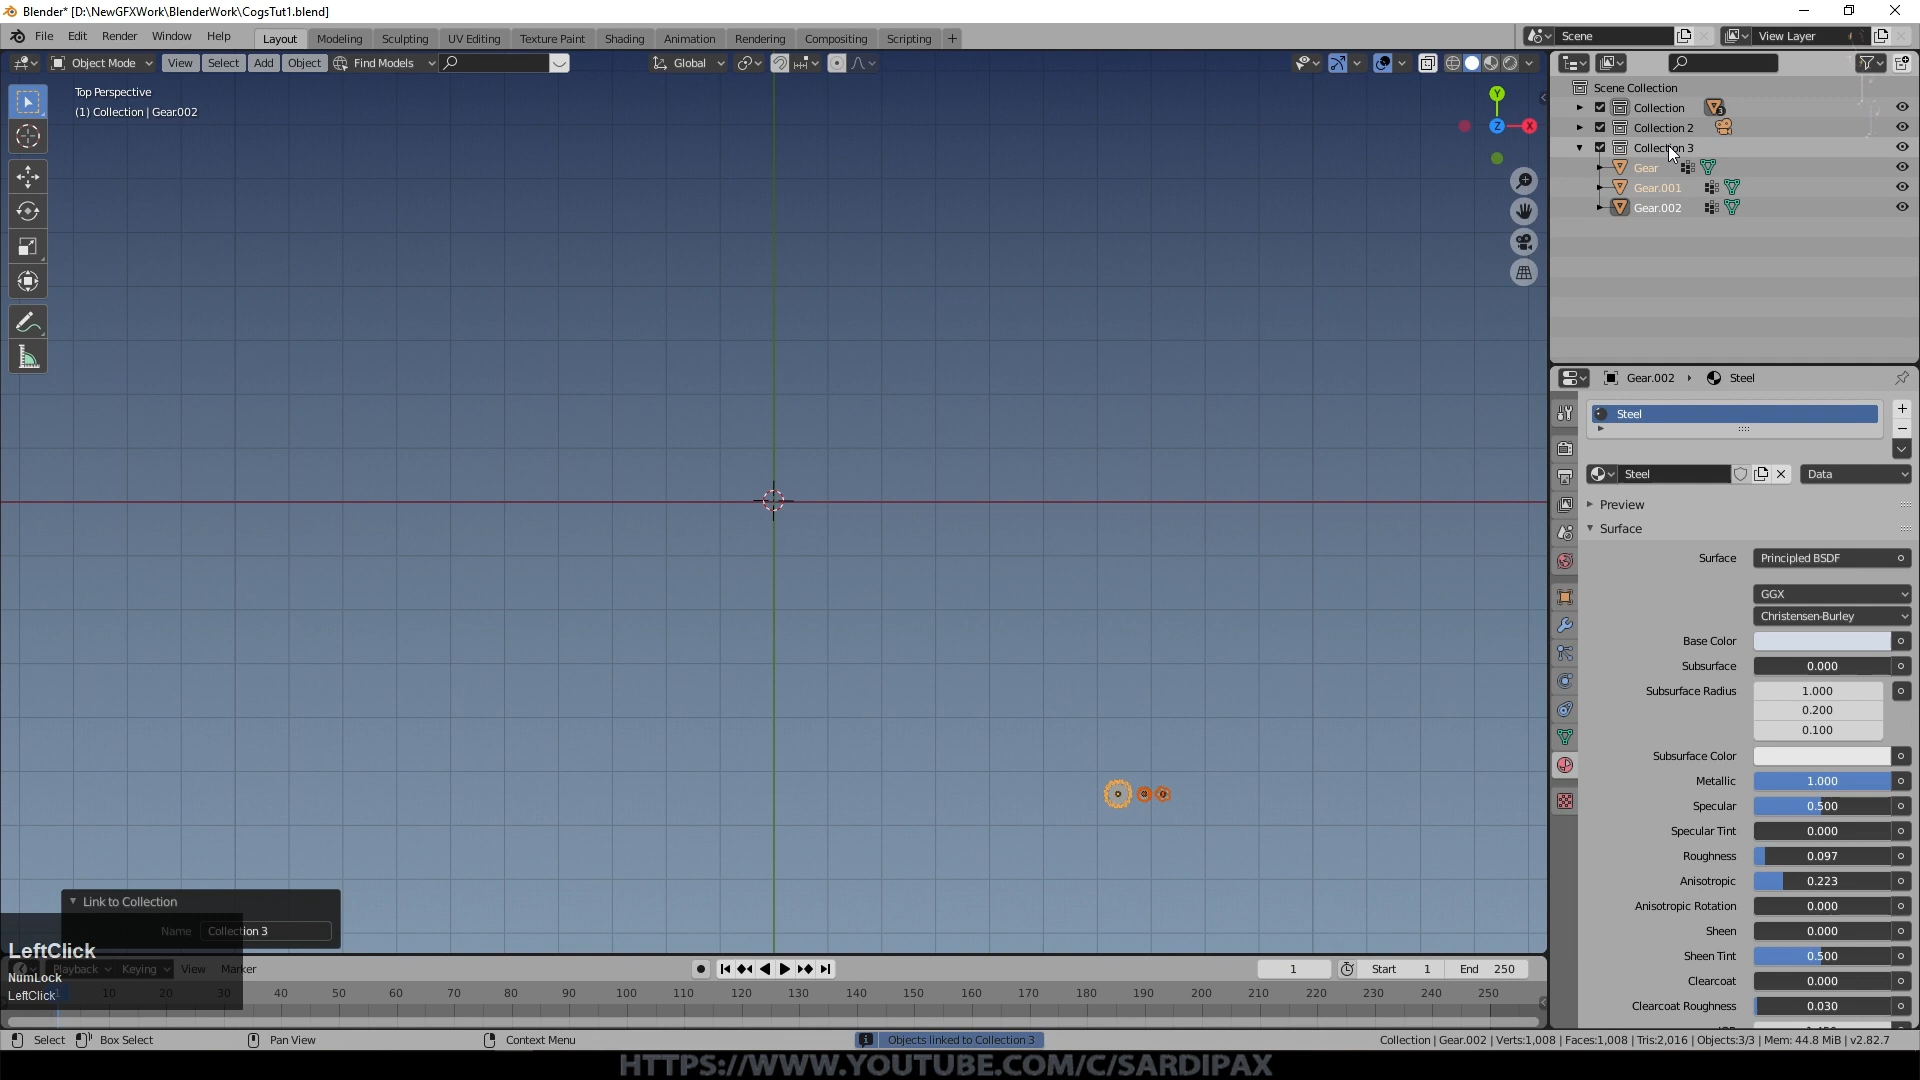 Blender* [D:\NewGFXWork\BlenderWork\CogsTut1.blend]
File Edit Render Window Help Layout Modeling Sculpting UV Editing Texture Paint Shading Animation Rendering Compositing Scripting + Scene View Layer
Object Mode View Select Add Object Find Models Global
Top Perspective
(1) Collection | Gear.002
Y
Z X
Scene Collection
Collection 3
Collection 2
Collection 3
Gear
Gear.001
Gear.002
Gear.002 Steel
Steel
Steel Data
Preview
Surface
Surface Principled BSDF
GGX
Christensen-Burley
Base Color
Subsurface 0.000
Subsurface Radius 1.000
0.200
0.100
Subsurface Color
Metallic 1.000
Specular 0.500
Specular Tint 0.000
Roughness 0.097
Anisotropic 0.223
Anisotropic Rotation 0.000
Sheen 0.000
Sheen Tint 0.500
Clearcoat 0.000
Clearcoat Roughness 0.030
Link to Collection
Name Collection 3
LeftClick
NumLock
LeftClick
Playback Keying View Marker 1 Start 1 End 250
1 10 20 30 40 50 60 70 80 90 100 110 120 130 140 150 160 170 180 190 200 210 220 230 240 250
Select Box Select Pan View Context Menu Objects linked to Collection 3 Collection | Gear.002 | Verts:1,008 | Faces:1,008 | Tris:2,016 | Objects:3/3 | Mem: 44.8 MiB | v2.82.7
HTTPS://WWW.YOUTUBE.COM/C/SARDIPAX